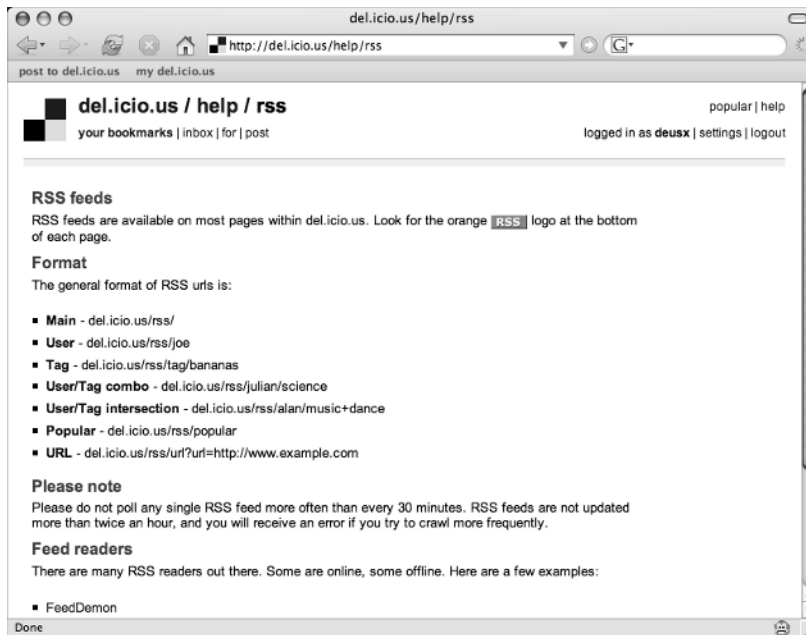 del.icio.us/help/rss
http://del.icio.us/help/rss
G
post to del.icio.us my del.icio.us
del.icio.us / help / rss
popular | help
your bookmarks | inbox | for | post
logged in as deusx | settings | logout
RSS feeds
RSS feeds are available on most pages within del.icio.us. Look for the orange RSS logo at the bottom
of each page.
Format
The general format of RSS urls is:
▪ Main - del.icio.us/rss/
▪ User - del.icio.us/rss/joe
▪ Tag - del.icio.us/rss/tag/bananas
▪ User/Tag combo - del.icio.us/rss/julian/science
▪ User/Tag intersection - del.icio.us/rss/alan/music+dance
▪ Popular - del.icio.us/rss/popular
▪ URL - del.icio.us/rss/url?url=http://www.example.com
Please note
Please do not poll any single RSS feed more often than every 30 minutes. RSS feeds are not updated
more than twice an hour, and you will receive an error if you try to crawl more frequently.
Feed readers
There are many RSS readers out there. Some are online, some offline. Here are a few examples:
▪ FeedDemon
Done